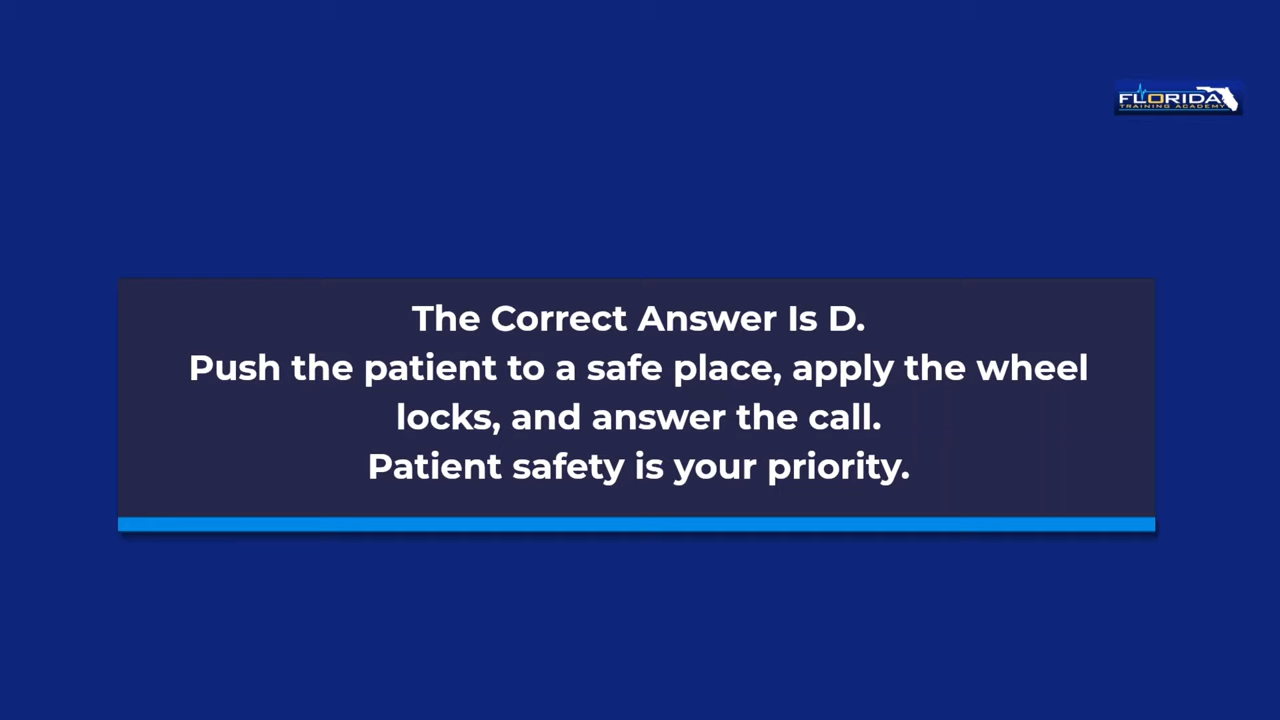 FLORIDA
TRAINING ACADEMY
The Correct Answer Is D.
Push the patient to a safe place, apply the wheel
locks, and answer the call.
Patient safety is your priority.